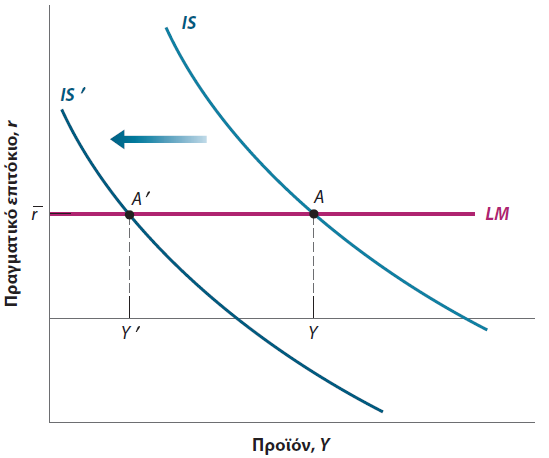 IS
IS ′
A ′
A
r̅
LM
Y ′
Y
Πραγματικό επιτόκιο, r
Προϊόν, Y